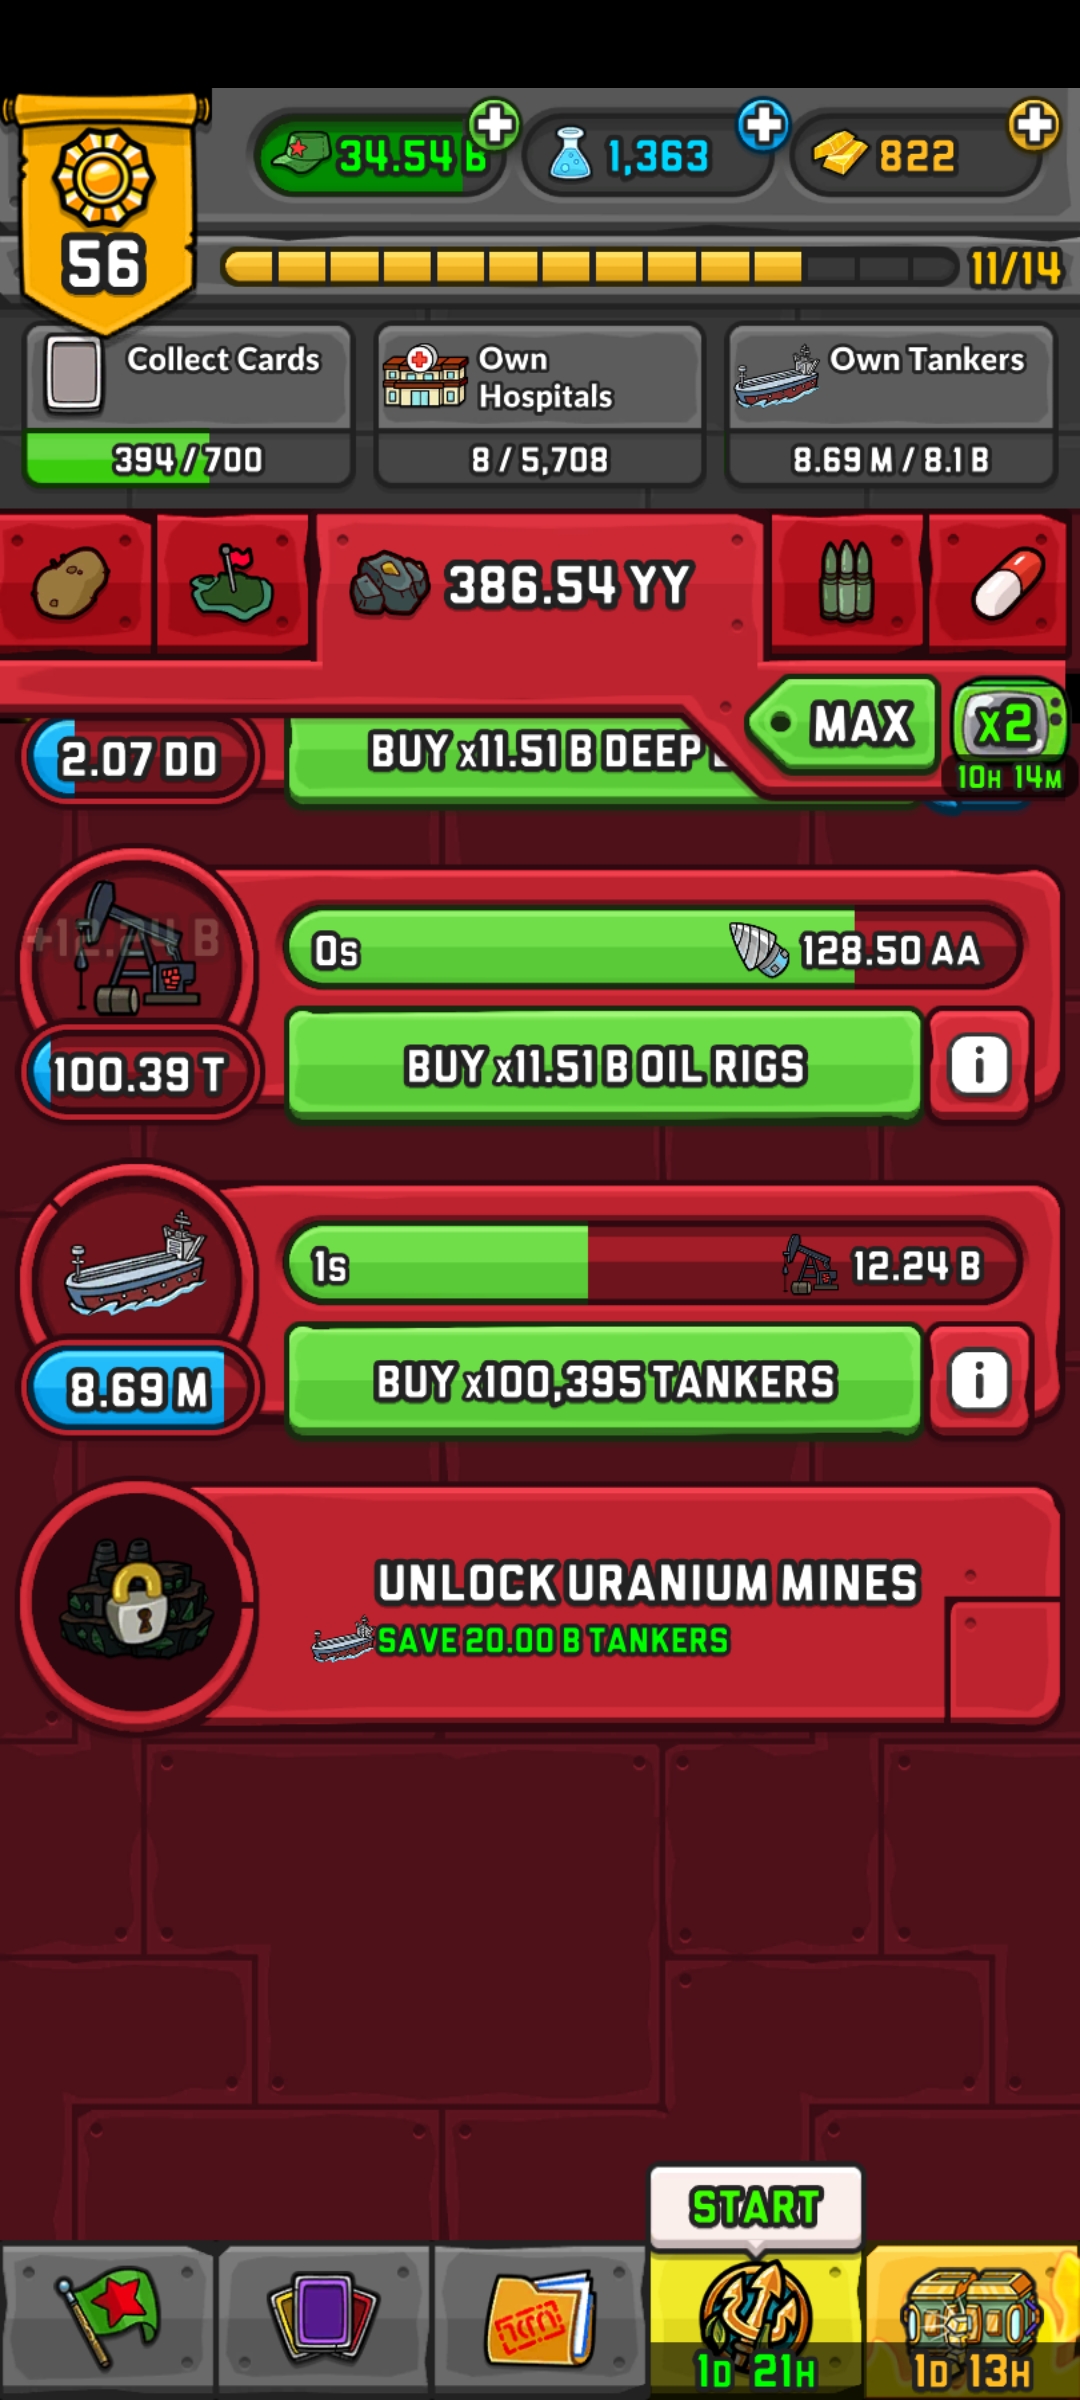 34.54 B
1,363
822
56
11/14
Collect Cards
394/700
Own
Hospitals
8/5,708
Own Tankers
8.69 M/8.1 B
386.54 YY
MAX
x2
10H 14M
2.07 DD
BUY x11.51 B DEEP
+12.24 B
0s
128.50 AA
100.39 T
BUY x11.51 B OIL RIGS
i
1s
12.24 B
8.69 M
BUY x100,395 TANKERS
i
UNLOCK URANIUM MINES
SAVE 20.00 B TANKERS
START
1D 21H
1D 13H